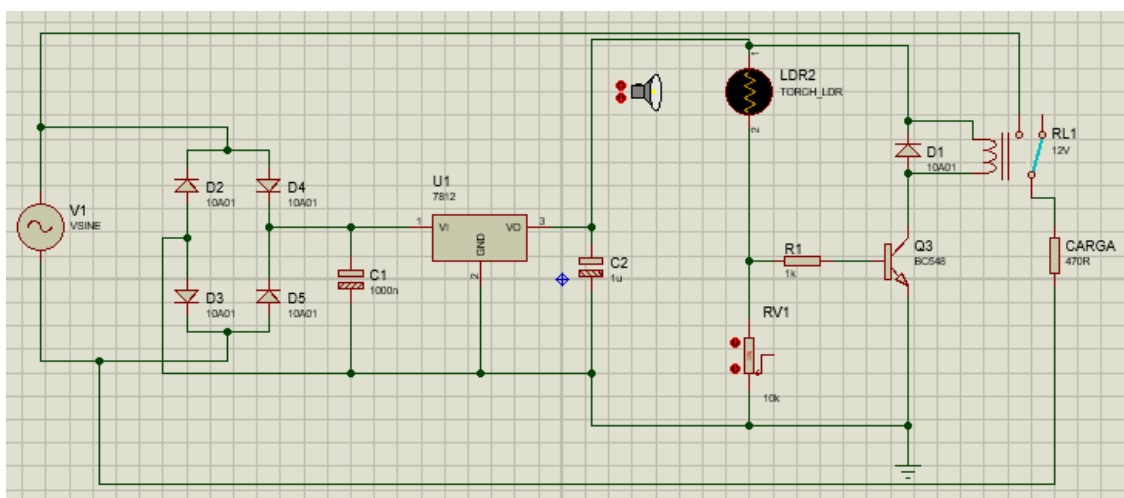 V1
VSINE
D2
10A01
D4
10A01
D3
10A01
D5
10A01
C1
1000n
U1
7812
1
VI
VO
3
GND
2
C2
1u
1
LDR2
TORCH_LDR
2
R1
1k
RV1
10k
D1
10A01
Q3
BC548
RL1
12V
CARGA
470R